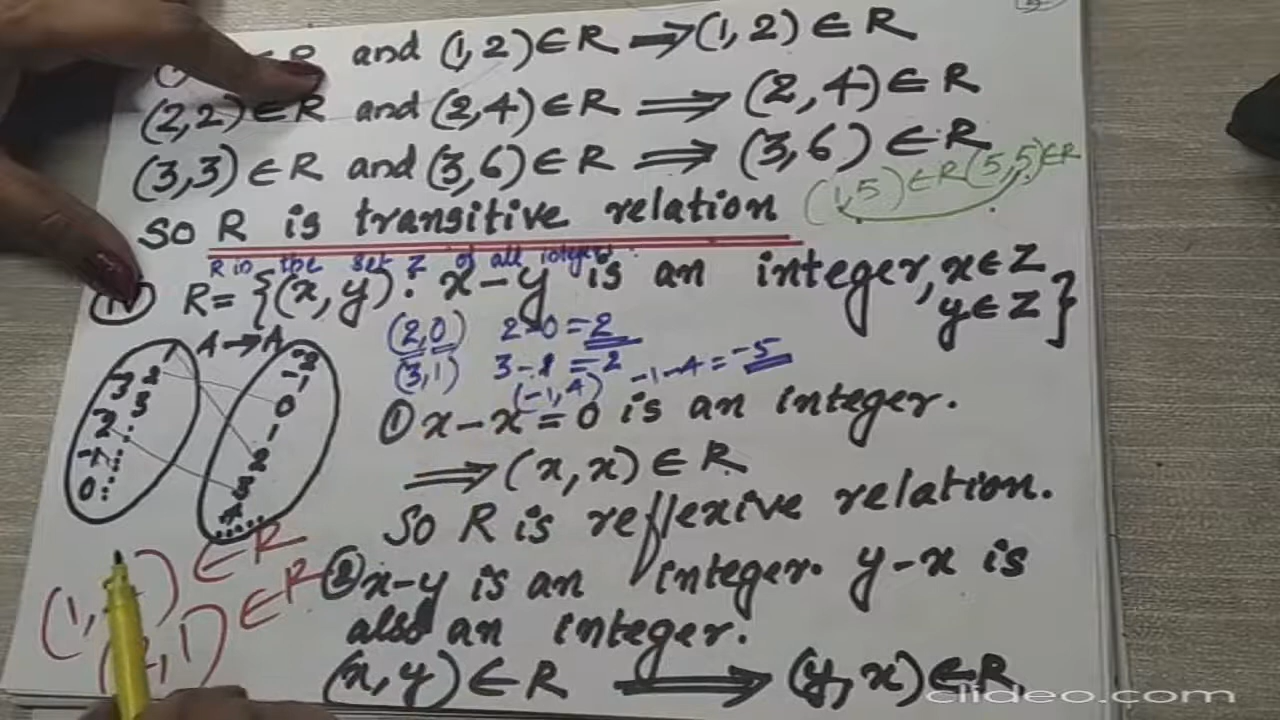 and (1,2)∈R ⟹ (1,2) ∈ R
(2,2)∈R and (2,4)∈R ⟹ (2,4)∈R
(3,3)∈R and (3,6)∈R ⟹ (3,6)∈R
(1,5)∈R (5,5)∈R
So R is transitive relation
R in the set Z of all integers.
(iv) R= {(x,y): x-y is an integer, x∈Z
y∈Z}
A→A
(2,0) 2-0=2
(3,1) 3-1=2
(-1,4) -1-4=-5
① x-x=0 is an integer.
⟹ (x,x)∈R.
So R is reflexive relation.
② x-y is an integer. y-x is
also an integer.
(x,y)∈R ⟹ (y,x)∈R
clideo.com